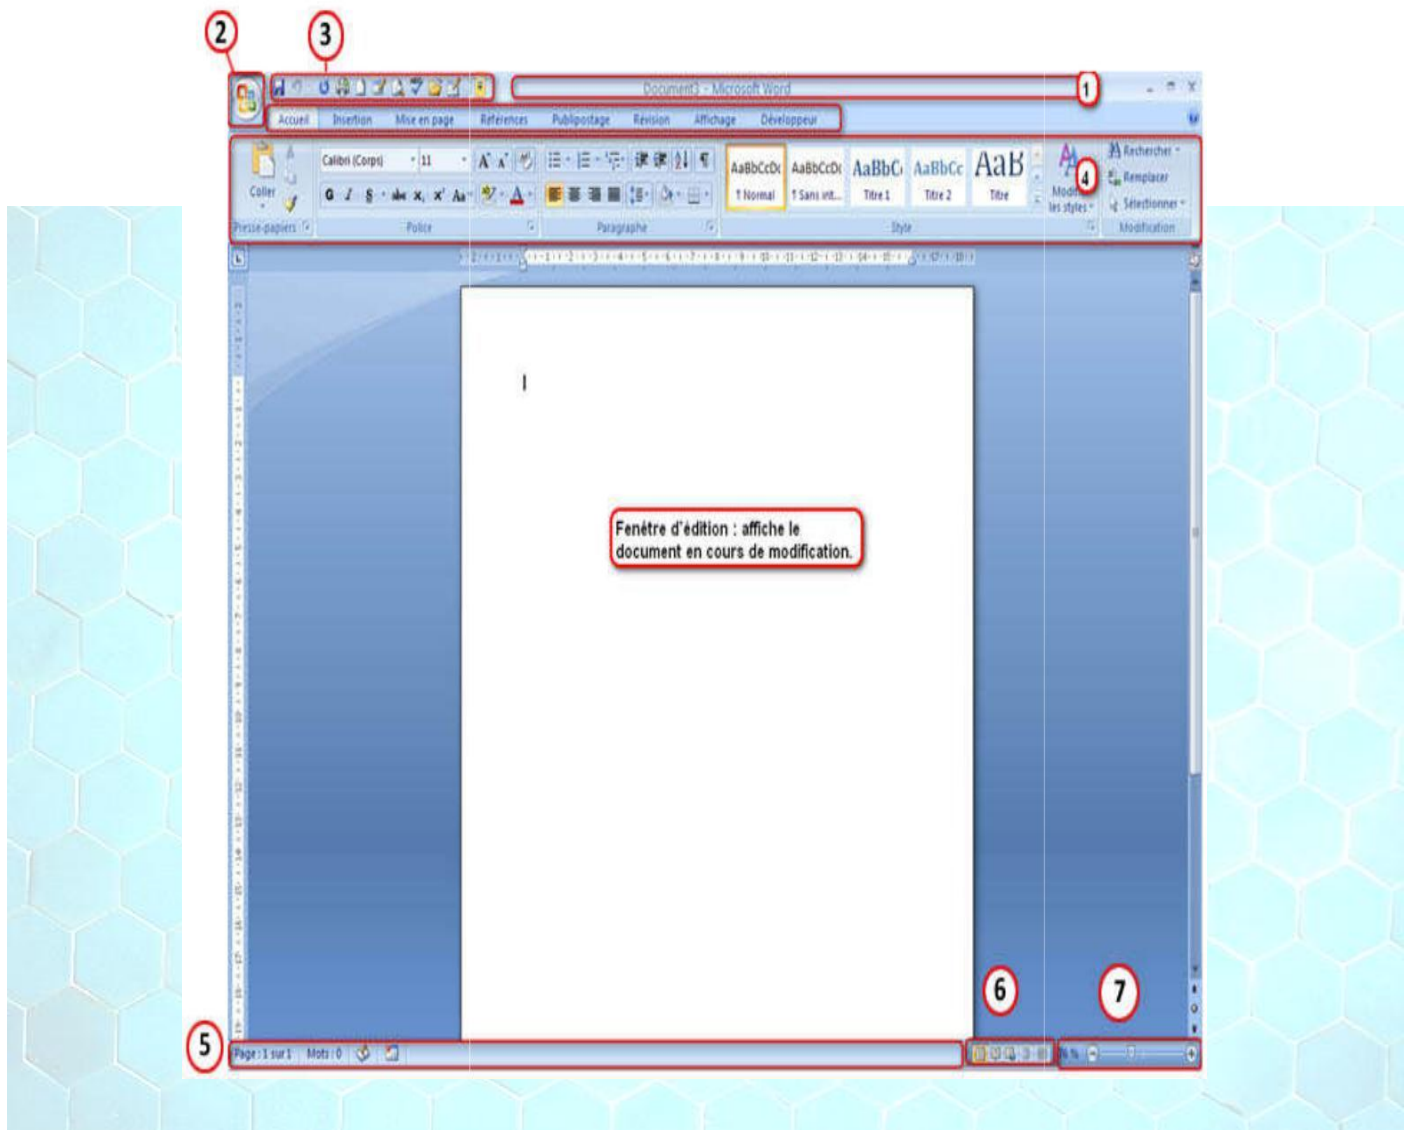 2
3
Document3 - Microsoft Word
1
Accueil Insertion Mise en page Références Publipostage Révision Affichage Développeur
Calibri (Corps) 11
AaBbCcDc AaBbCcDc AaBbC AaBbCc AaB
4
Rechercher
Coller
Remplacer
G I S abc x, x' Aa A
¶ Normal ¶ Sans int... Titre 1 Titre 2 Titre
les styles
Sélectionner
Presse-papiers Police Paragraphe Style Modification
Fenêtre d'édition : affiche le
document en cours de modification.
6
7
5
Page : 1 sur 1 Mots : 0